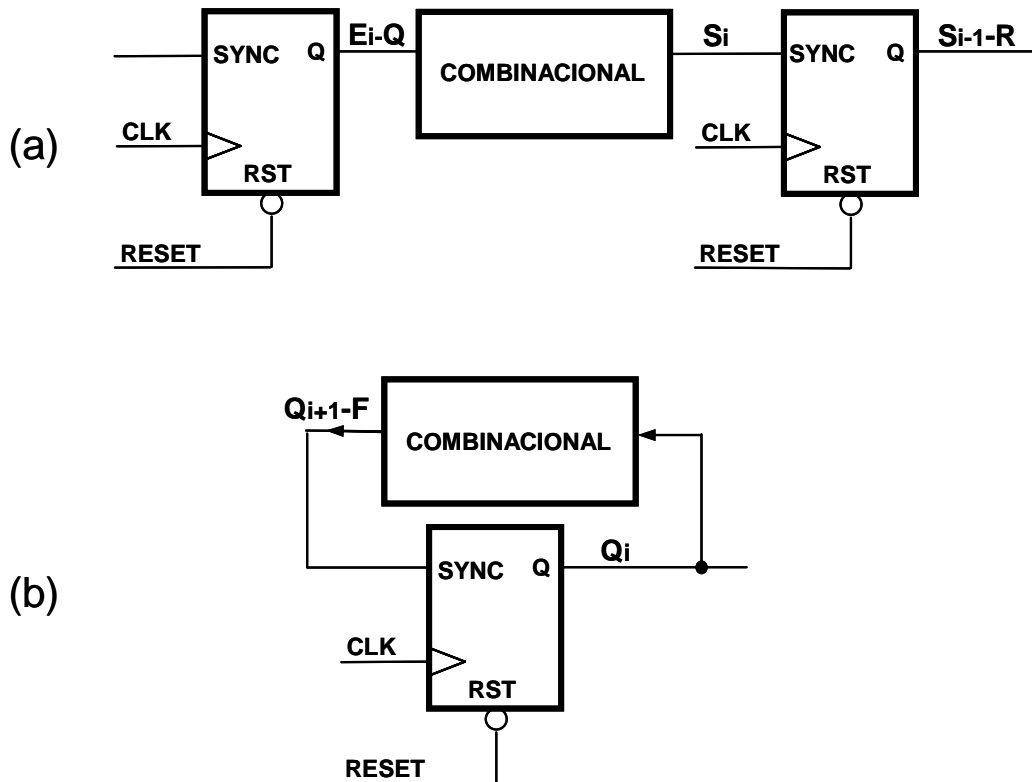 (a)
Ei-Q
Si
Si-1-R
SYNC Q
COMBINACIONAL
SYNC Q
CLK
CLK
RST
RST
RESET
RESET
(b)
Qi+1-F
COMBINACIONAL
Qi
SYNC Q
CLK
RST
RESET